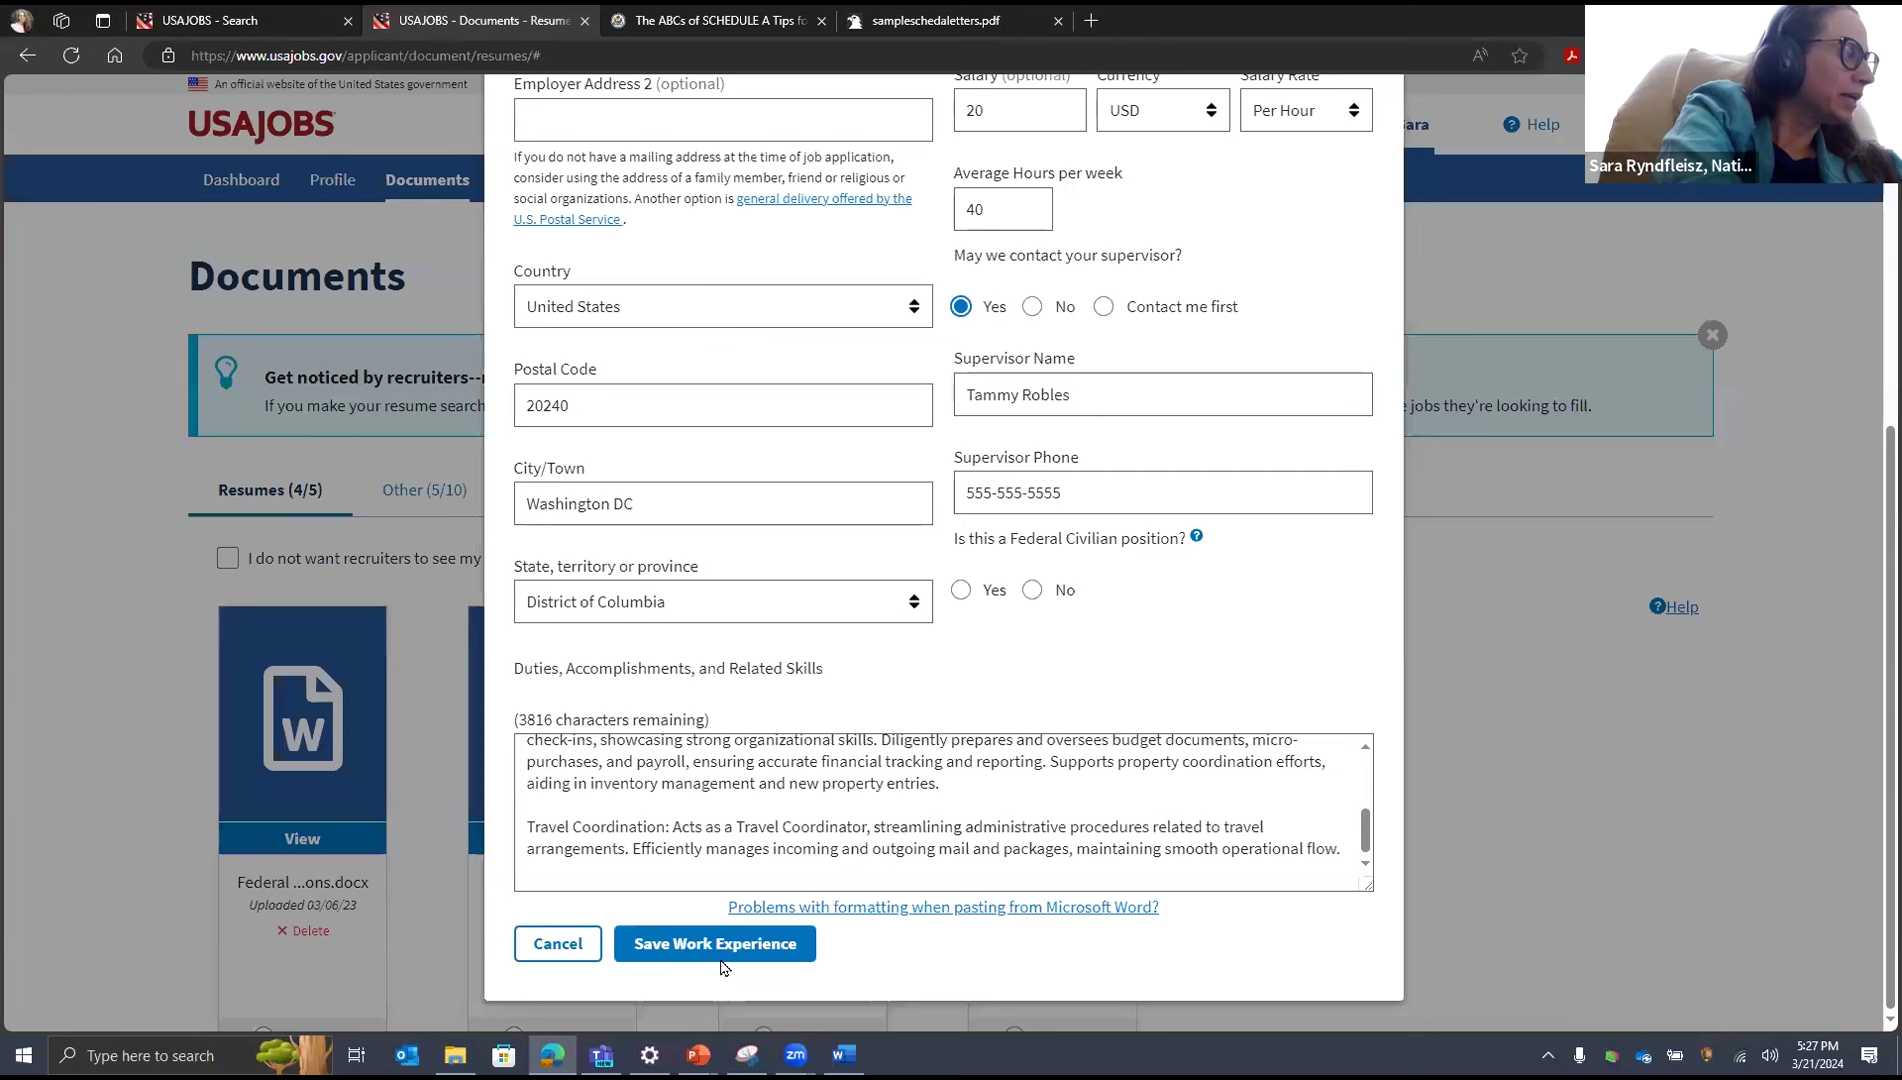 USAJOBS - Search
USAJOBS - Documents - Resume
The ABCs of SCHEDULE A Tips fo
sampleschedaletters.pdf
https://www.usajobs.gov/applicant/document/resumes/#
An official website of the United States government
USAJOBS
Help
Dashboard
Profile
Documents
Sara Ryndfleisz, Nati...
Documents
Get noticed by recruiters--
If you make your resume search
e jobs they're looking to fill.
Resumes (4/5)
Other (5/10)
I do not want recruiters to see my
Help
W
View
Federal ...ons.docx
Uploaded 03/06/23
Delete
Employer Address 2 (optional)
If you do not have a mailing address at the time of job application,
consider using the address of a family member, friend or religious or
social organizations. Another option is general delivery offered by the
U.S. Postal Service .
Country
United States
Postal Code
20240
City/Town
Washington DC
State, territory or province
District of Columbia
Salary (optional)
Currency
Salary Rate
20
USD
Per Hour
Average Hours per week
40
May we contact your supervisor?
Yes
No
Contact me first
Supervisor Name
Tammy Robles
Supervisor Phone
555-555-5555
Is this a Federal Civilian position?
Yes
No
Duties, Accomplishments, and Related Skills
(3816 characters remaining)
check-ins, showcasing strong organizational skills. Diligently prepares and oversees budget documents, micro-
purchases, and payroll, ensuring accurate financial tracking and reporting. Supports property coordination efforts,
aiding in inventory management and new property entries.
Travel Coordination: Acts as a Travel Coordinator, streamlining administrative procedures related to travel
arrangements. Efficiently manages incoming and outgoing mail and packages, maintaining smooth operational flow.
Problems with formatting when pasting from Microsoft Word?
Cancel
Save Work Experience
Type here to search
5:27 PM
3/21/2024